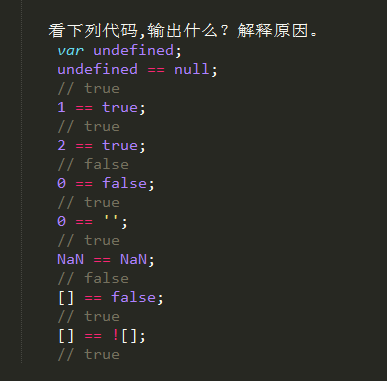 看下列代码,输出什么？解释原因。
var undefined;
undefined == null;
// true
1 == true;
// true
2 == true;
// false
0 == false;
// true
0 == '';
// true
NaN == NaN;
// false
[] == false;
// true
[] == ![];
// true